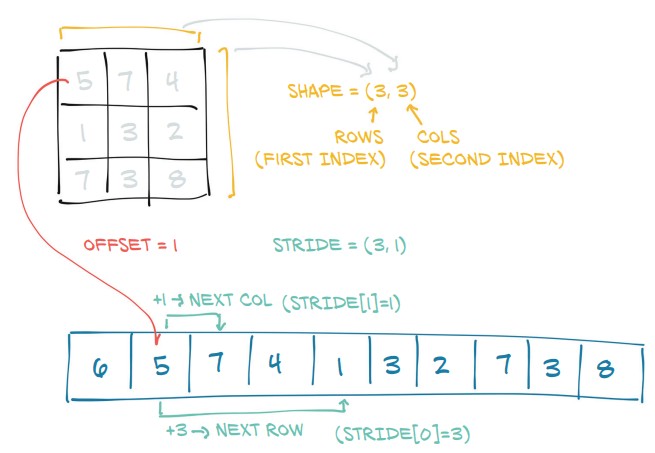 5 7 4
1 3 2
7 3 8
SHAPE = (3, 3)
ROWS
(FIRST INDEX)
COLS
(SECOND INDEX)
OFFSET = 1
STRIDE = (3, 1)
+1 → NEXT COL (STRIDE[1]=1)
6 5 7 4 1 3 2 7 3 8
+3 → NEXT ROW (STRIDE[0]=3)